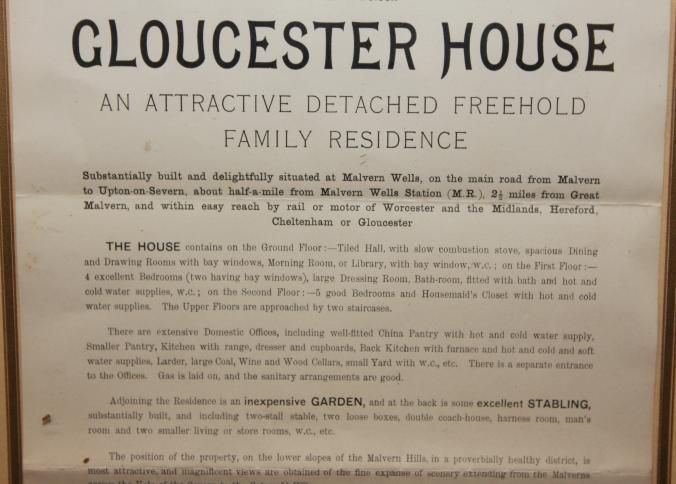 GLOUCESTER HOUSE
AN ATTRACTIVE DETACHED FREEHOLD
FAMILY RESIDENCE
Substantially built and delightfully situated at Malvern Wells, on the main road from Malvern
to Upton-on-Severn, about half-a-mile from Malvern Wells Station (M.R.), 2½ miles from Great
Malvern, and within easy reach by rail or motor of Worcester and the Midlands, Hereford,
Cheltenham or Gloucester
THE HOUSE contains on the Ground Floor:—Tiled Hall, with slow combustion stove, spacious Dining
and Drawing Rooms with bay windows, Morning Room, or Library, with bay window, W.C.; on the First Floor:—
4 excellent Bedrooms (two having bay windows), large Dressing Room, Bath-room, fitted with bath and hot and
cold water supplies, W.C.; on the Second Floor:—5 good Bedrooms and Housemaid's Closet with hot and cold
water supplies. The Upper Floors are approached by two staircases.
There are extensive Domestic Offices, including well-fitted China Pantry with hot and cold water supply,
Smaller Pantry, Kitchen with range, dresser and cupboards, Back Kitchen with furnace and hot and cold and soft
water supplies, Larder, large Coal, Wine and Wood Cellars, small Yard with W.C., etc. There is a separate entrance
to the Offices. Gas is laid on, and the sanitary arrangements are good.
Adjoining the Residence is an inexpensive GARDEN, and at the back is some excellent STABLING,
substantially built, and including two-stall stable, two loose boxes, double coach-house, harness room, man's
room and two smaller living or store rooms, W.C., etc.
The position of the property, on the lower slopes of the Malvern Hills, in a proverbially healthy district, is
most attractive, and magnificent views are obtained of the fine expanse of scenery extending from the Malverns